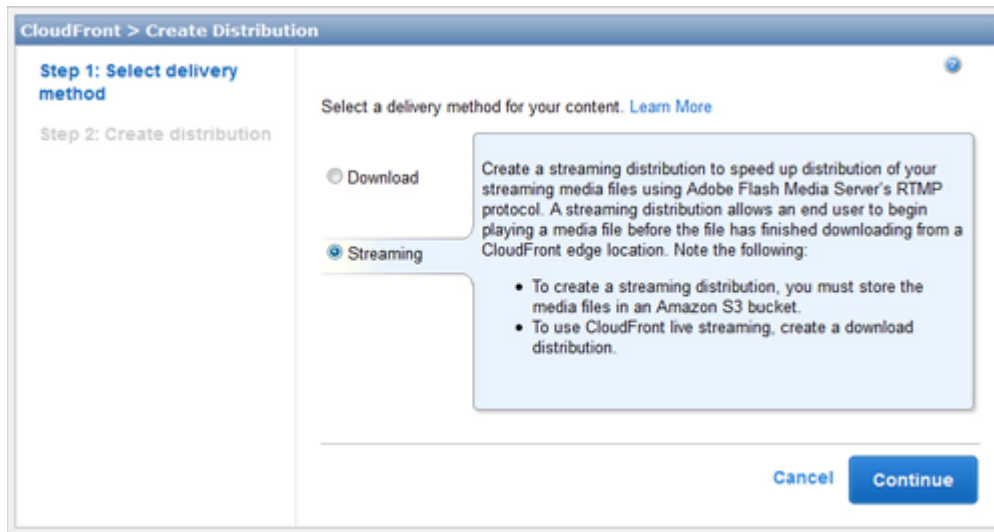 CloudFront > Create Distribution
Step 1: Select delivery
method
Step 2: Create distribution
Select a delivery method for your content. Learn More
Download
Streaming
Create a streaming distribution to speed up distribution of your
streaming media files using Adobe Flash Media Server's RTMP
protocol. A streaming distribution allows an end user to begin
playing a media file before the file has finished downloading from a
CloudFront edge location. Note the following:
• To create a streaming distribution, you must store the
media files in an Amazon S3 bucket.
• To use CloudFront live streaming, create a download
distribution.
Cancel
Continue